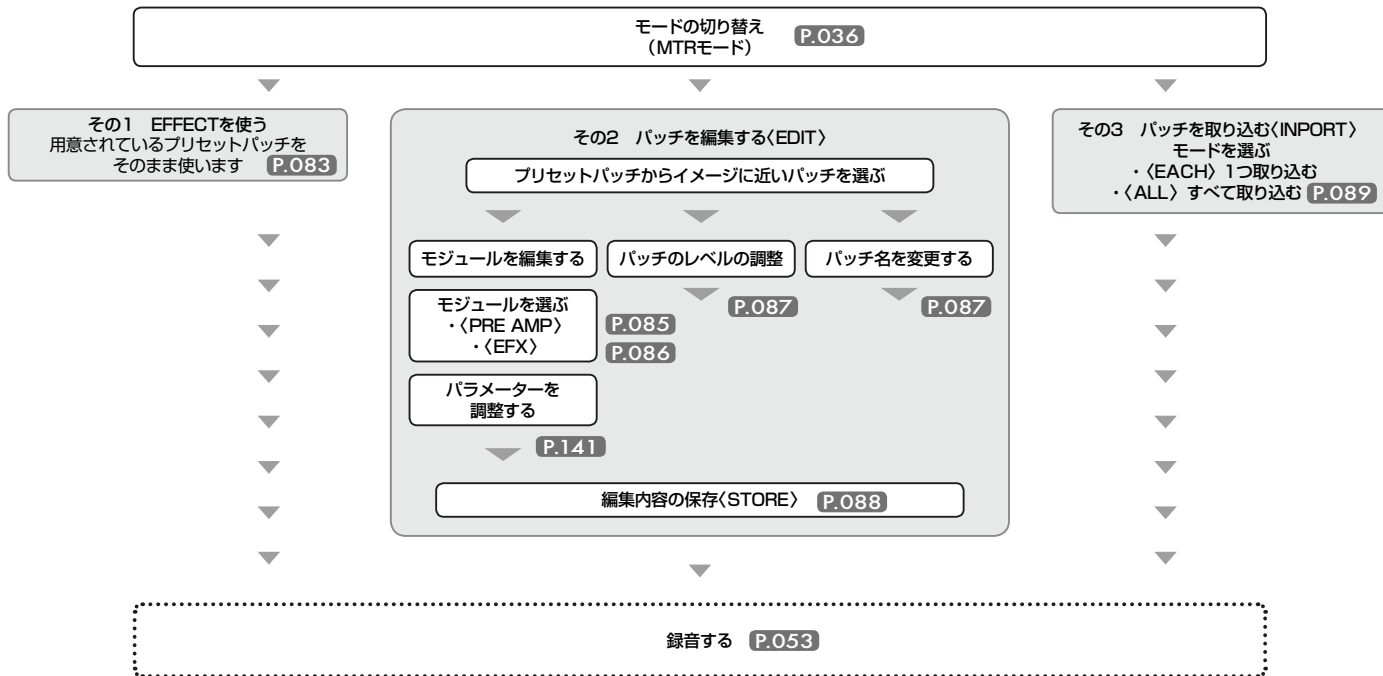 モードの切り替え
（MTRモード）
P.036
その1　EFFECTを使う
用意されているプリセットパッチを
そのまま使います P.083
その2　パッチを編集する〈EDIT〉
プリセットパッチからイメージに近いパッチを選ぶ
モジュールを編集する
モジュールを選ぶ
・〈PRE AMP〉
・〈EFX〉
P.085
P.086
パラメーターを
調整する
P.141
パッチのレベルの調整
P.087
パッチ名を変更する
P.087
編集内容の保存〈STORE〉 P.088
その3　パッチを取り込む〈INPORT〉
モードを選ぶ
・〈EACH〉1つ取り込む
・〈ALL〉すべて取り込む P.089
録音する P.053